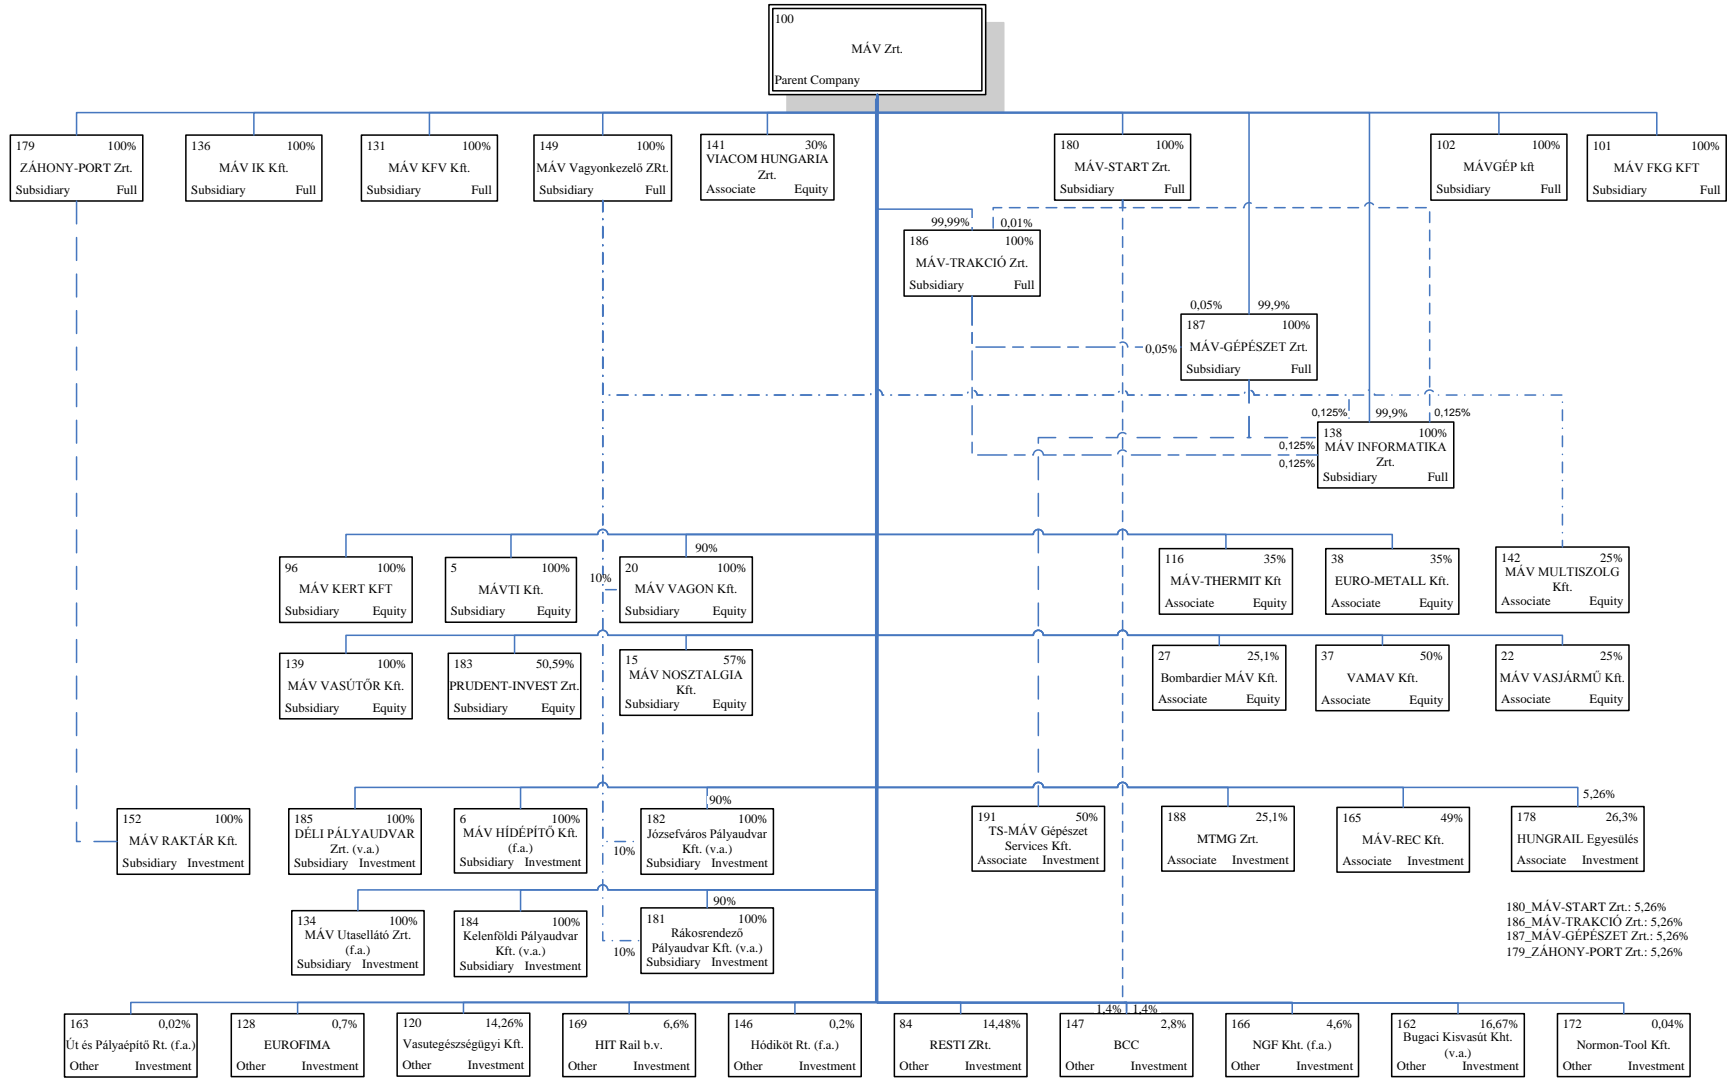 100
MÁV Zrt.
Parent Company
179 100%
ZÁHONY-PORT Zrt.
Subsidiary Full
136 100%
MÁV IK Kft.
Subsidiary Full
131 100%
MÁV KFV Kft.
Subsidiary Full
149 100%
MÁV Vagyonkezelő ZRt.
Subsidiary Full
141 30%
VIACOM HUNGARIA
Zrt.
Associate Equity
180 100%
MÁV-START Zrt.
Subsidiary Full
102 100%
MÁVGÉP kft
Subsidiary Full
101 100%
MÁV FKG KFT
Subsidiary Full
99,99% 0,01%
186 100%
MÁV-TRAKCIÓ Zrt.
Subsidiary Full
0,05% 99,9%
0,05%
187 100%
MÁV-GÉPÉSZET Zrt.
Subsidiary Full
0,125% 99,9% 0,125%
0,125%
0,125%
138 100%
MÁV INFORMATIKA
Zrt.
Subsidiary Full
96 100%
MÁV KERT KFT
Subsidiary Equity
5 100%
MÁVTI Kft.
Subsidiary Equity
90%
10%
20 100%
MÁV VAGON Kft.
Subsidiary Equity
116 35%
MÁV-THERMIT Kft
Associate Equity
38 35%
EURO-METALL Kft.
Associate Equity
142 25%
MÁV MULTISZOLG
Kft.
Associate Equity
139 100%
MÁV VASÚTŐR Kft.
Subsidiary Equity
183 50,59%
PRUDENT-INVEST Zrt.
Subsidiary Equity
15 57%
MÁV NOSZTALGIA
Kft.
Subsidiary Equity
27 25,1%
Bombardier MÁV Kft.
Associate Equity
37 50%
VAMAV Kft.
Associate Equity
22 25%
MÁV VASJÁRMŰ Kft.
Associate Equity
152 100%
MÁV RAKTÁR Kft.
Subsidiary Investment
185 100%
DÉLI PÁLYAUDVAR
Zrt. (v.a.)
Subsidiary Investment
6 100%
MÁV HÍDÉPÍTŐ Kft.
(f.a.)
Subsidiary Investment
90%
10%
182 100%
Józsefváros Pályaudvar
Kft. (v.a.)
Subsidiary Investment
191 50%
TS-MÁV Gépészet
Services Kft.
Associate Investment
188 25,1%
MTMG Zrt.
Associate Investment
165 49%
MÁV-REC Kft.
Associate Investment
5,26%
178 26,3%
HUNGRAIL Egyesülés
Associate Investment
134 100%
MÁV Utasellátó Zrt.
(f.a.)
Subsidiary Investment
184 100%
Kelenföldi Pályaudvar
Kft. (v.a.)
Subsidiary Investment
90%
10%
181 100%
Rákosrendező
Pályaudvar Kft. (v.a.)
Subsidiary Investment
180_MÁV-START Zrt.: 5,26%
186_MÁV-TRAKCIÓ Zrt.: 5,26%
187_MÁV-GÉPÉSZET Zrt.: 5,26%
179_ZÁHONY-PORT Zrt.: 5,26%
163 0,02%
Út és Pályaépítő Rt. (f.a.)
Other Investment
128 0,7%
EUROFIMA
Other Investment
120 14,26%
Vasutegészségügyi Kft.
Other Investment
169 6,6%
HIT Rail b.v.
Other Investment
146 0,2%
Hódiköt Rt. (f.a.)
Other Investment
84 14,48%
RESTI ZRt.
Other Investment
1,4% 1,4%
147 2,8%
BCC
Other Investment
166 4,6%
NGF Kht. (f.a.)
Other Investment
162 16,67%
Bugaci Kisvasút Kht.
(v.a.)
Other Investment
172 0,04%
Normon-Tool Kft.
Other Investment